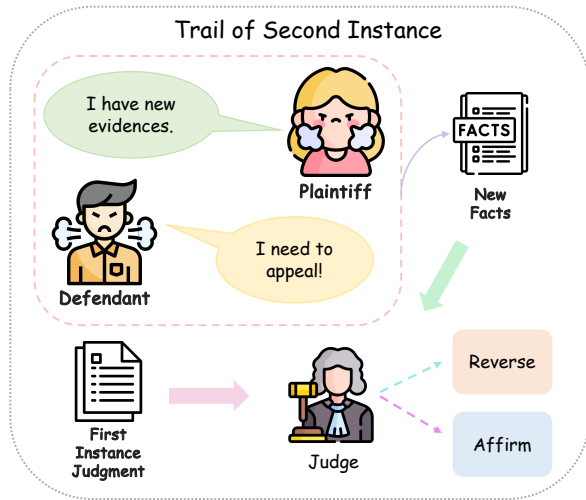 Trail of Second Instance
I have new
evidences.
Plaintiff
FACTS
New
Facts
I need to
appeal!
Defendant
Reverse
First
Instance
Judgment
Judge
Affirm